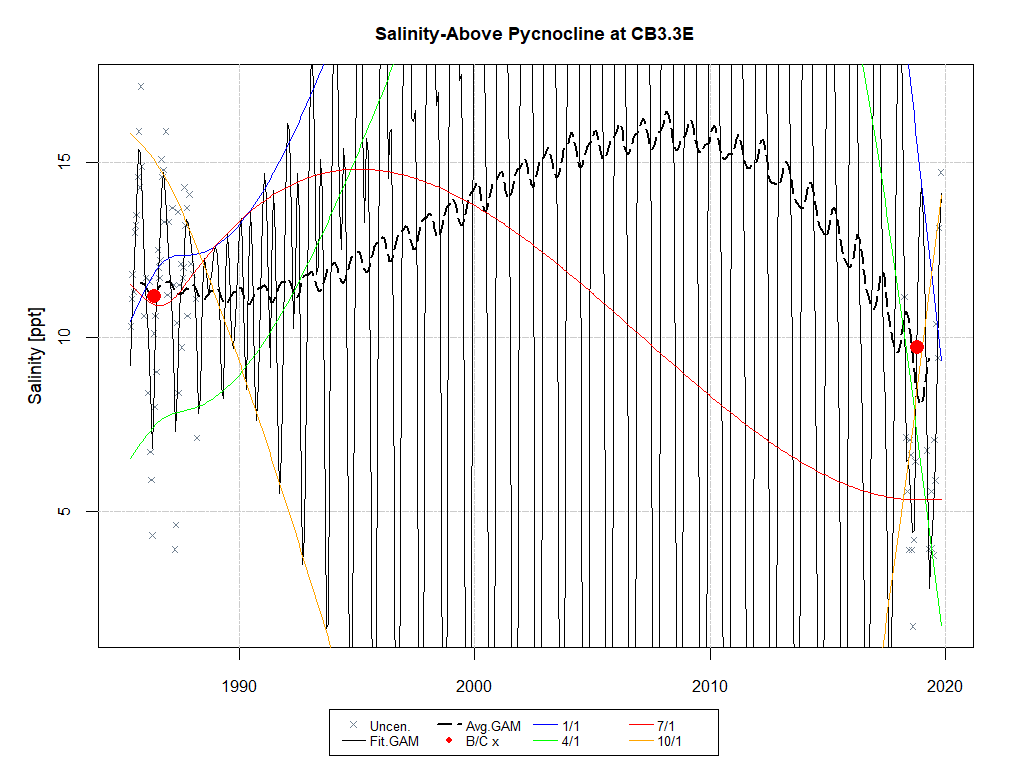 Salinity-Above Pycnocline at CB3.3E
Salinity [ppt]
15
10
5
1990 2000 2010 2020
Uncen. Avg.GAM 1/1 7/1
Fit.GAM B/C x 4/1 10/1